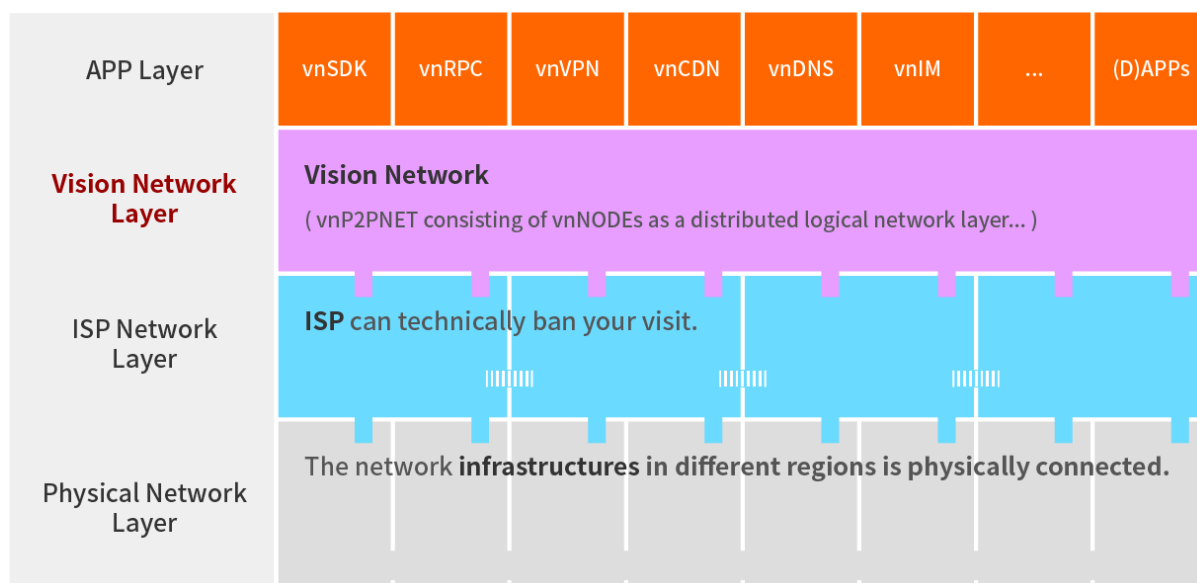 APP Layer
vnSDK
vnRPC
vnVPN
vnCDN
vnDNS
vnIM
...
(D)APPs
Vision Network
Layer
Vision Network
( vnP2PNET consisting of vnNODEs as a distributed logical network layer... )
ISP Network
Layer
ISP can technically ban your visit.
Physical Network
Layer
The network infrastructures in different regions is physically connected.